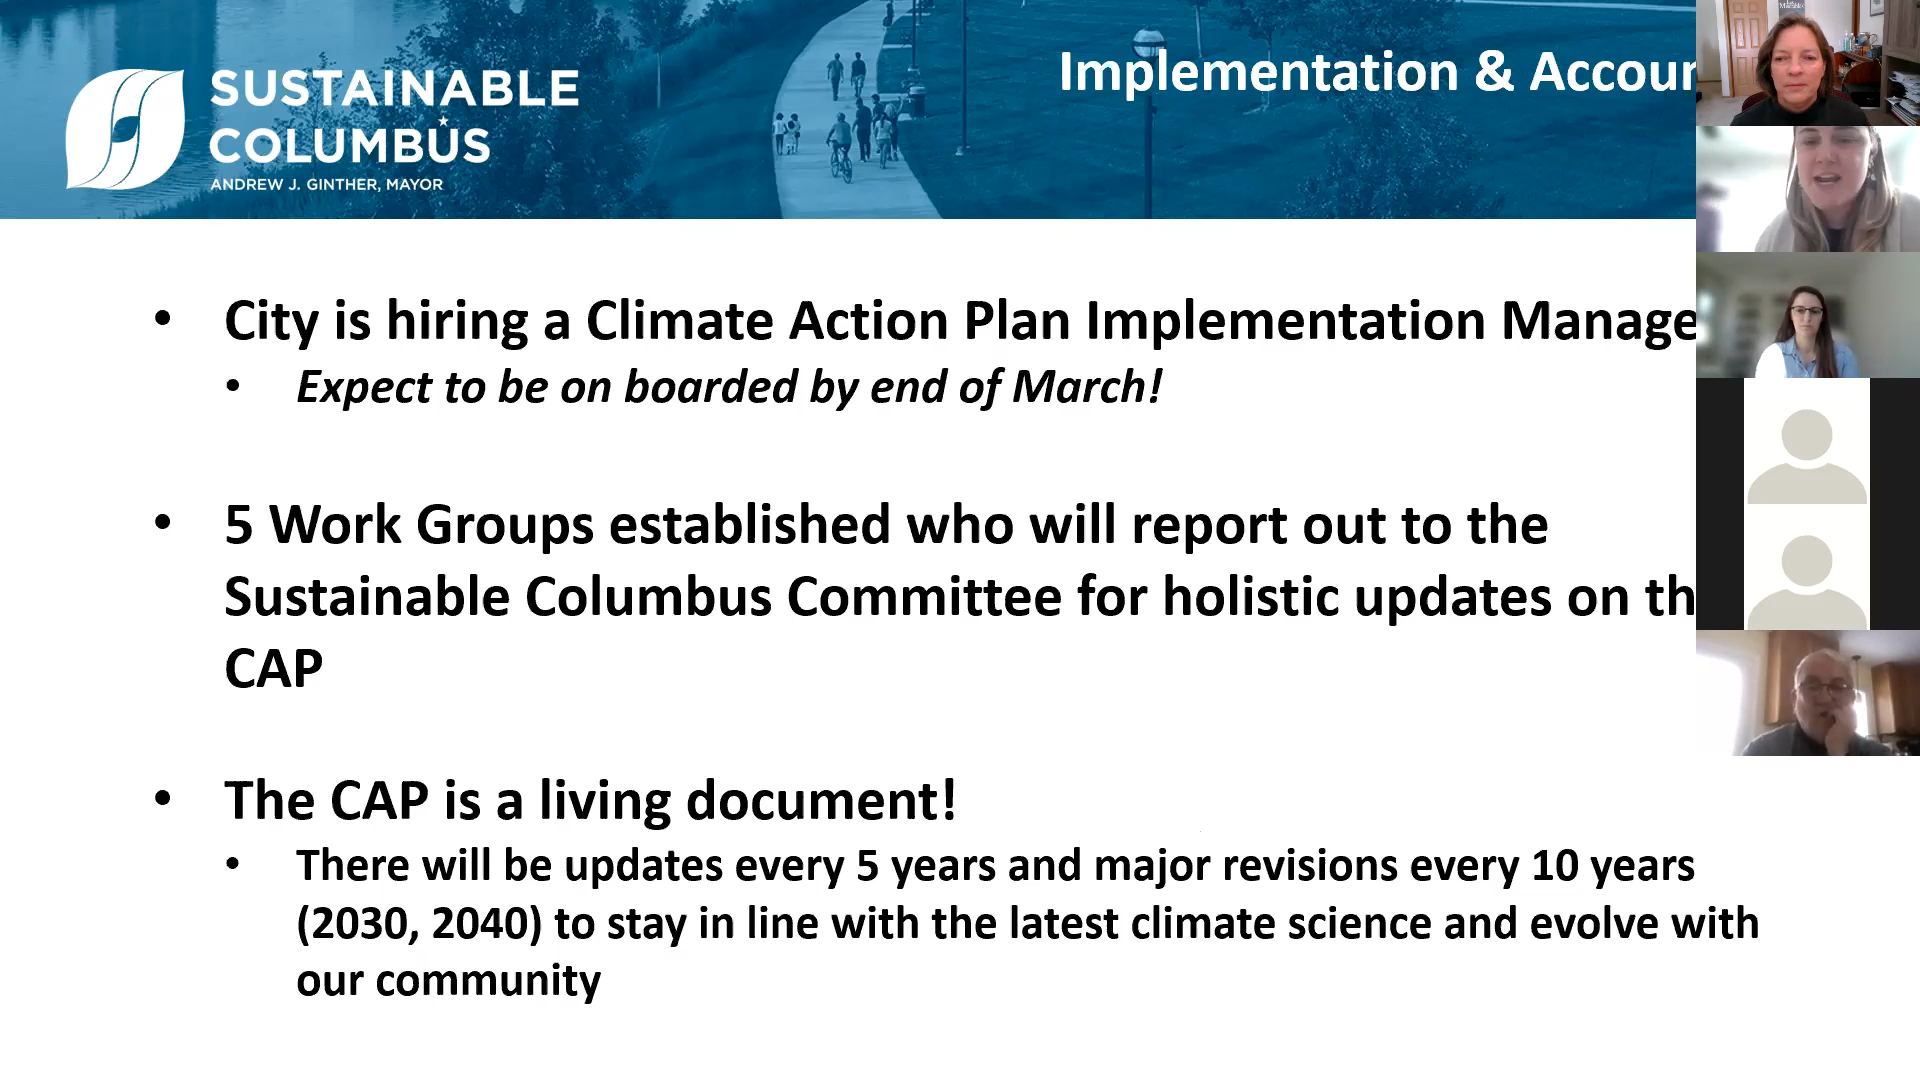 SUSTAINABLE
COLUMBUS
ANDREW J. GINTHER, MAYOR
Implementation & Accoun
• City is hiring a Climate Action Plan Implementation Manage
• Expect to be on boarded by end of March!
• 5 Work Groups established who will report out to the
Sustainable Columbus Committee for holistic updates on th
CAP
• The CAP is a living document!
• There will be updates every 5 years and major revisions every 10 years
(2030, 2040) to stay in line with the latest climate science and evolve with
our community